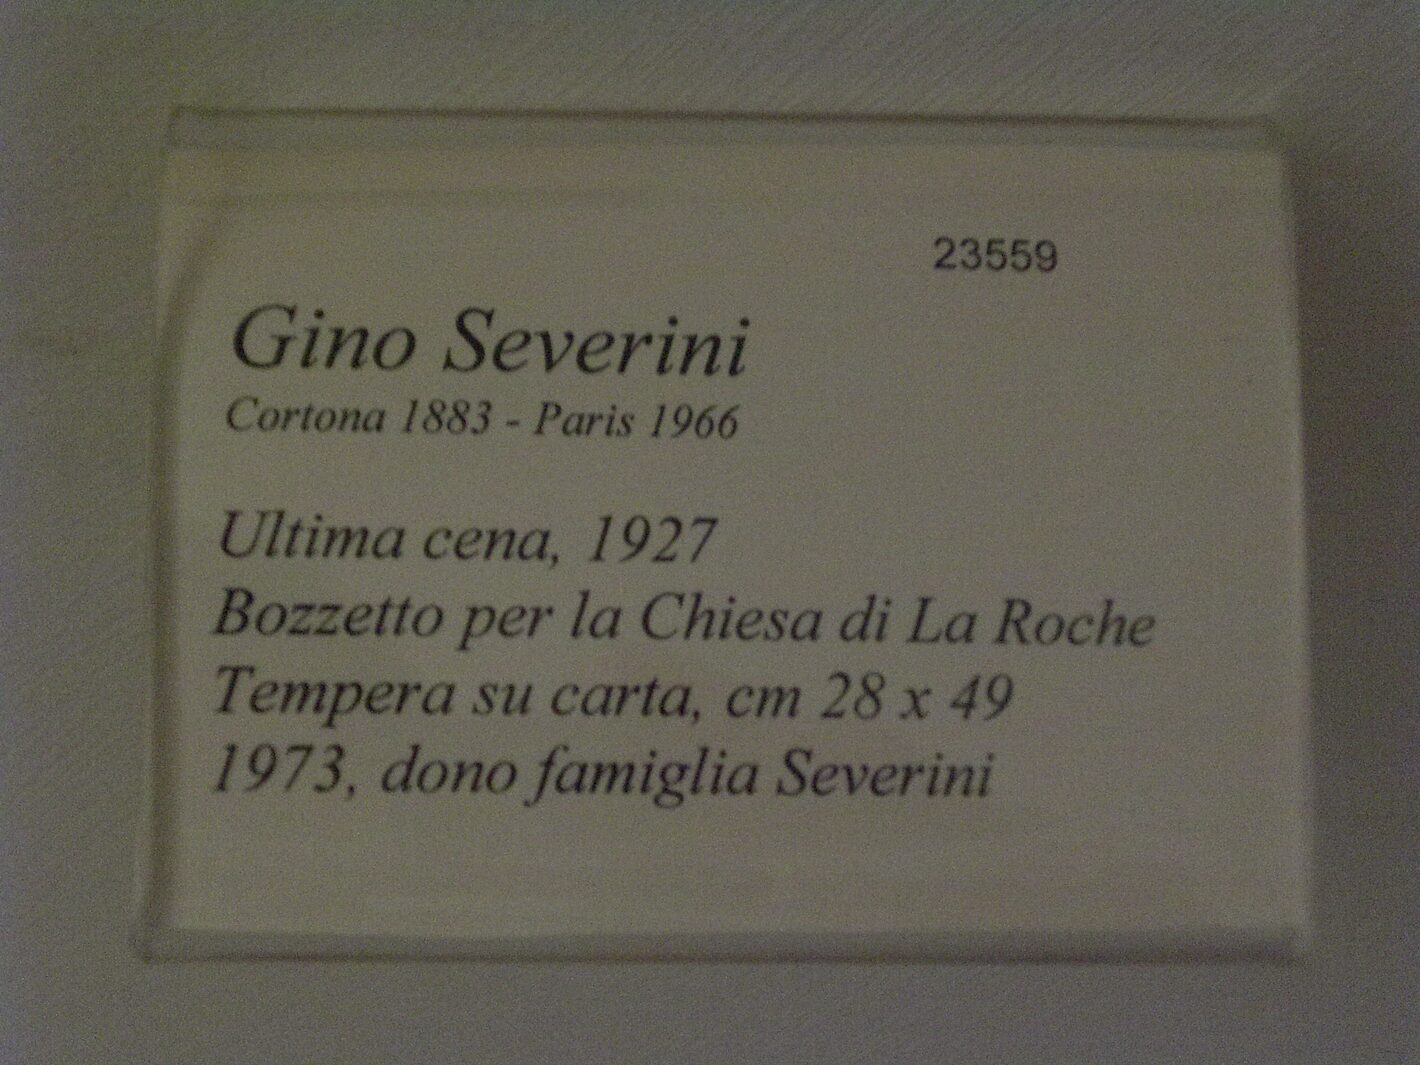 23559
Gino Severini
Cortona 1883 - Paris 1966
Ultima cena, 1927
Bozzetto per la Chiesa di La Roche
Tempera su carta, cm 28 x 49
1973, dono famiglia Severini